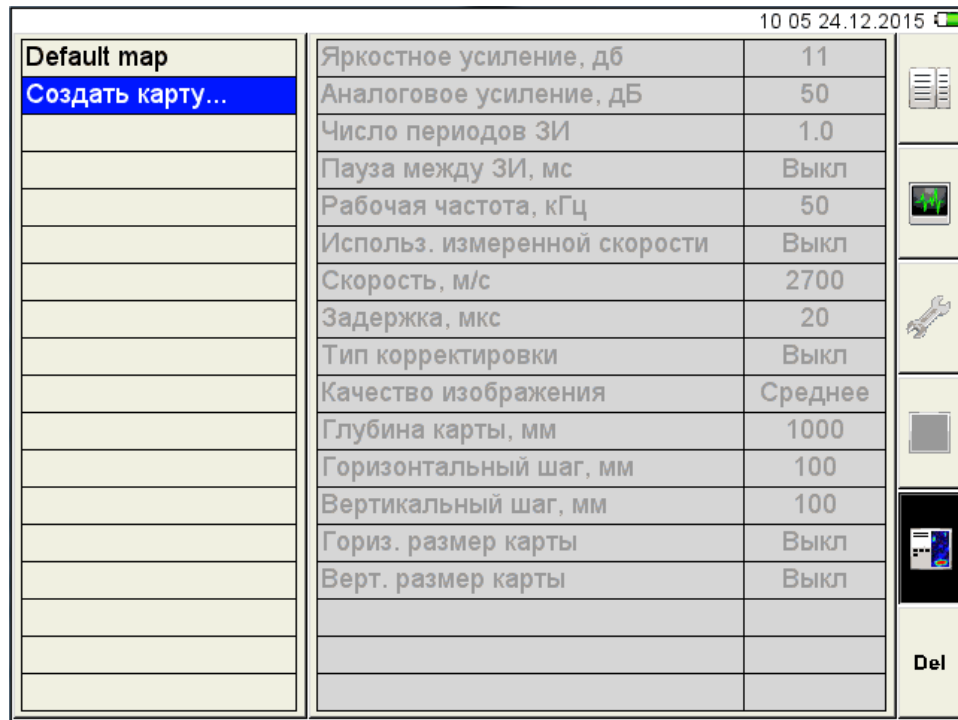 10 05 24.12.2015
Default map
Создать карту...
Яркостное усиление, дб 11
Аналоговое усиление, дБ 50
Число периодов ЗИ 1.0
Пауза между ЗИ, мс Выкл
Рабочая частота, кГц 50
Использ. измеренной скорости Выкл
Скорость, м/с 2700
Задержка, мкс 20
Тип корректировки Выкл
Качество изображения Среднее
Глубина карты, мм 1000
Горизонтальный шаг, мм 100
Вертикальный шаг, мм 100
Гориз. размер карты Выкл
Верт. размер карты Выкл
Del